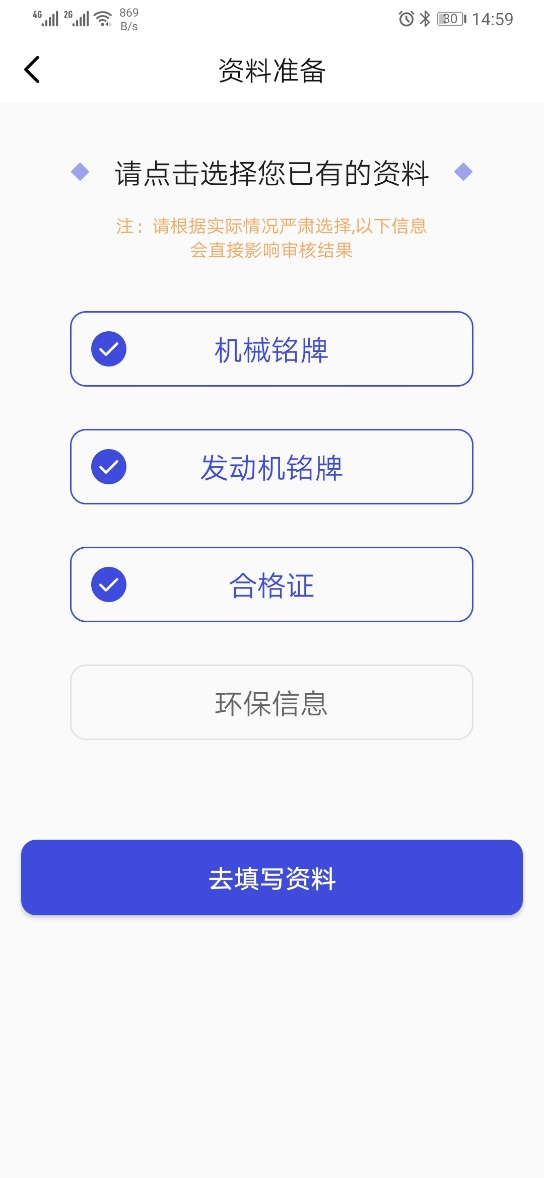 4G 2G 869 B/s 80 14:59
资料准备
请点击选择您已有的资料
注：请根据实际情况严肃选择,以下信息
会直接影响审核结果
机械铭牌
发动机铭牌
合格证
环保信息
去填写资料